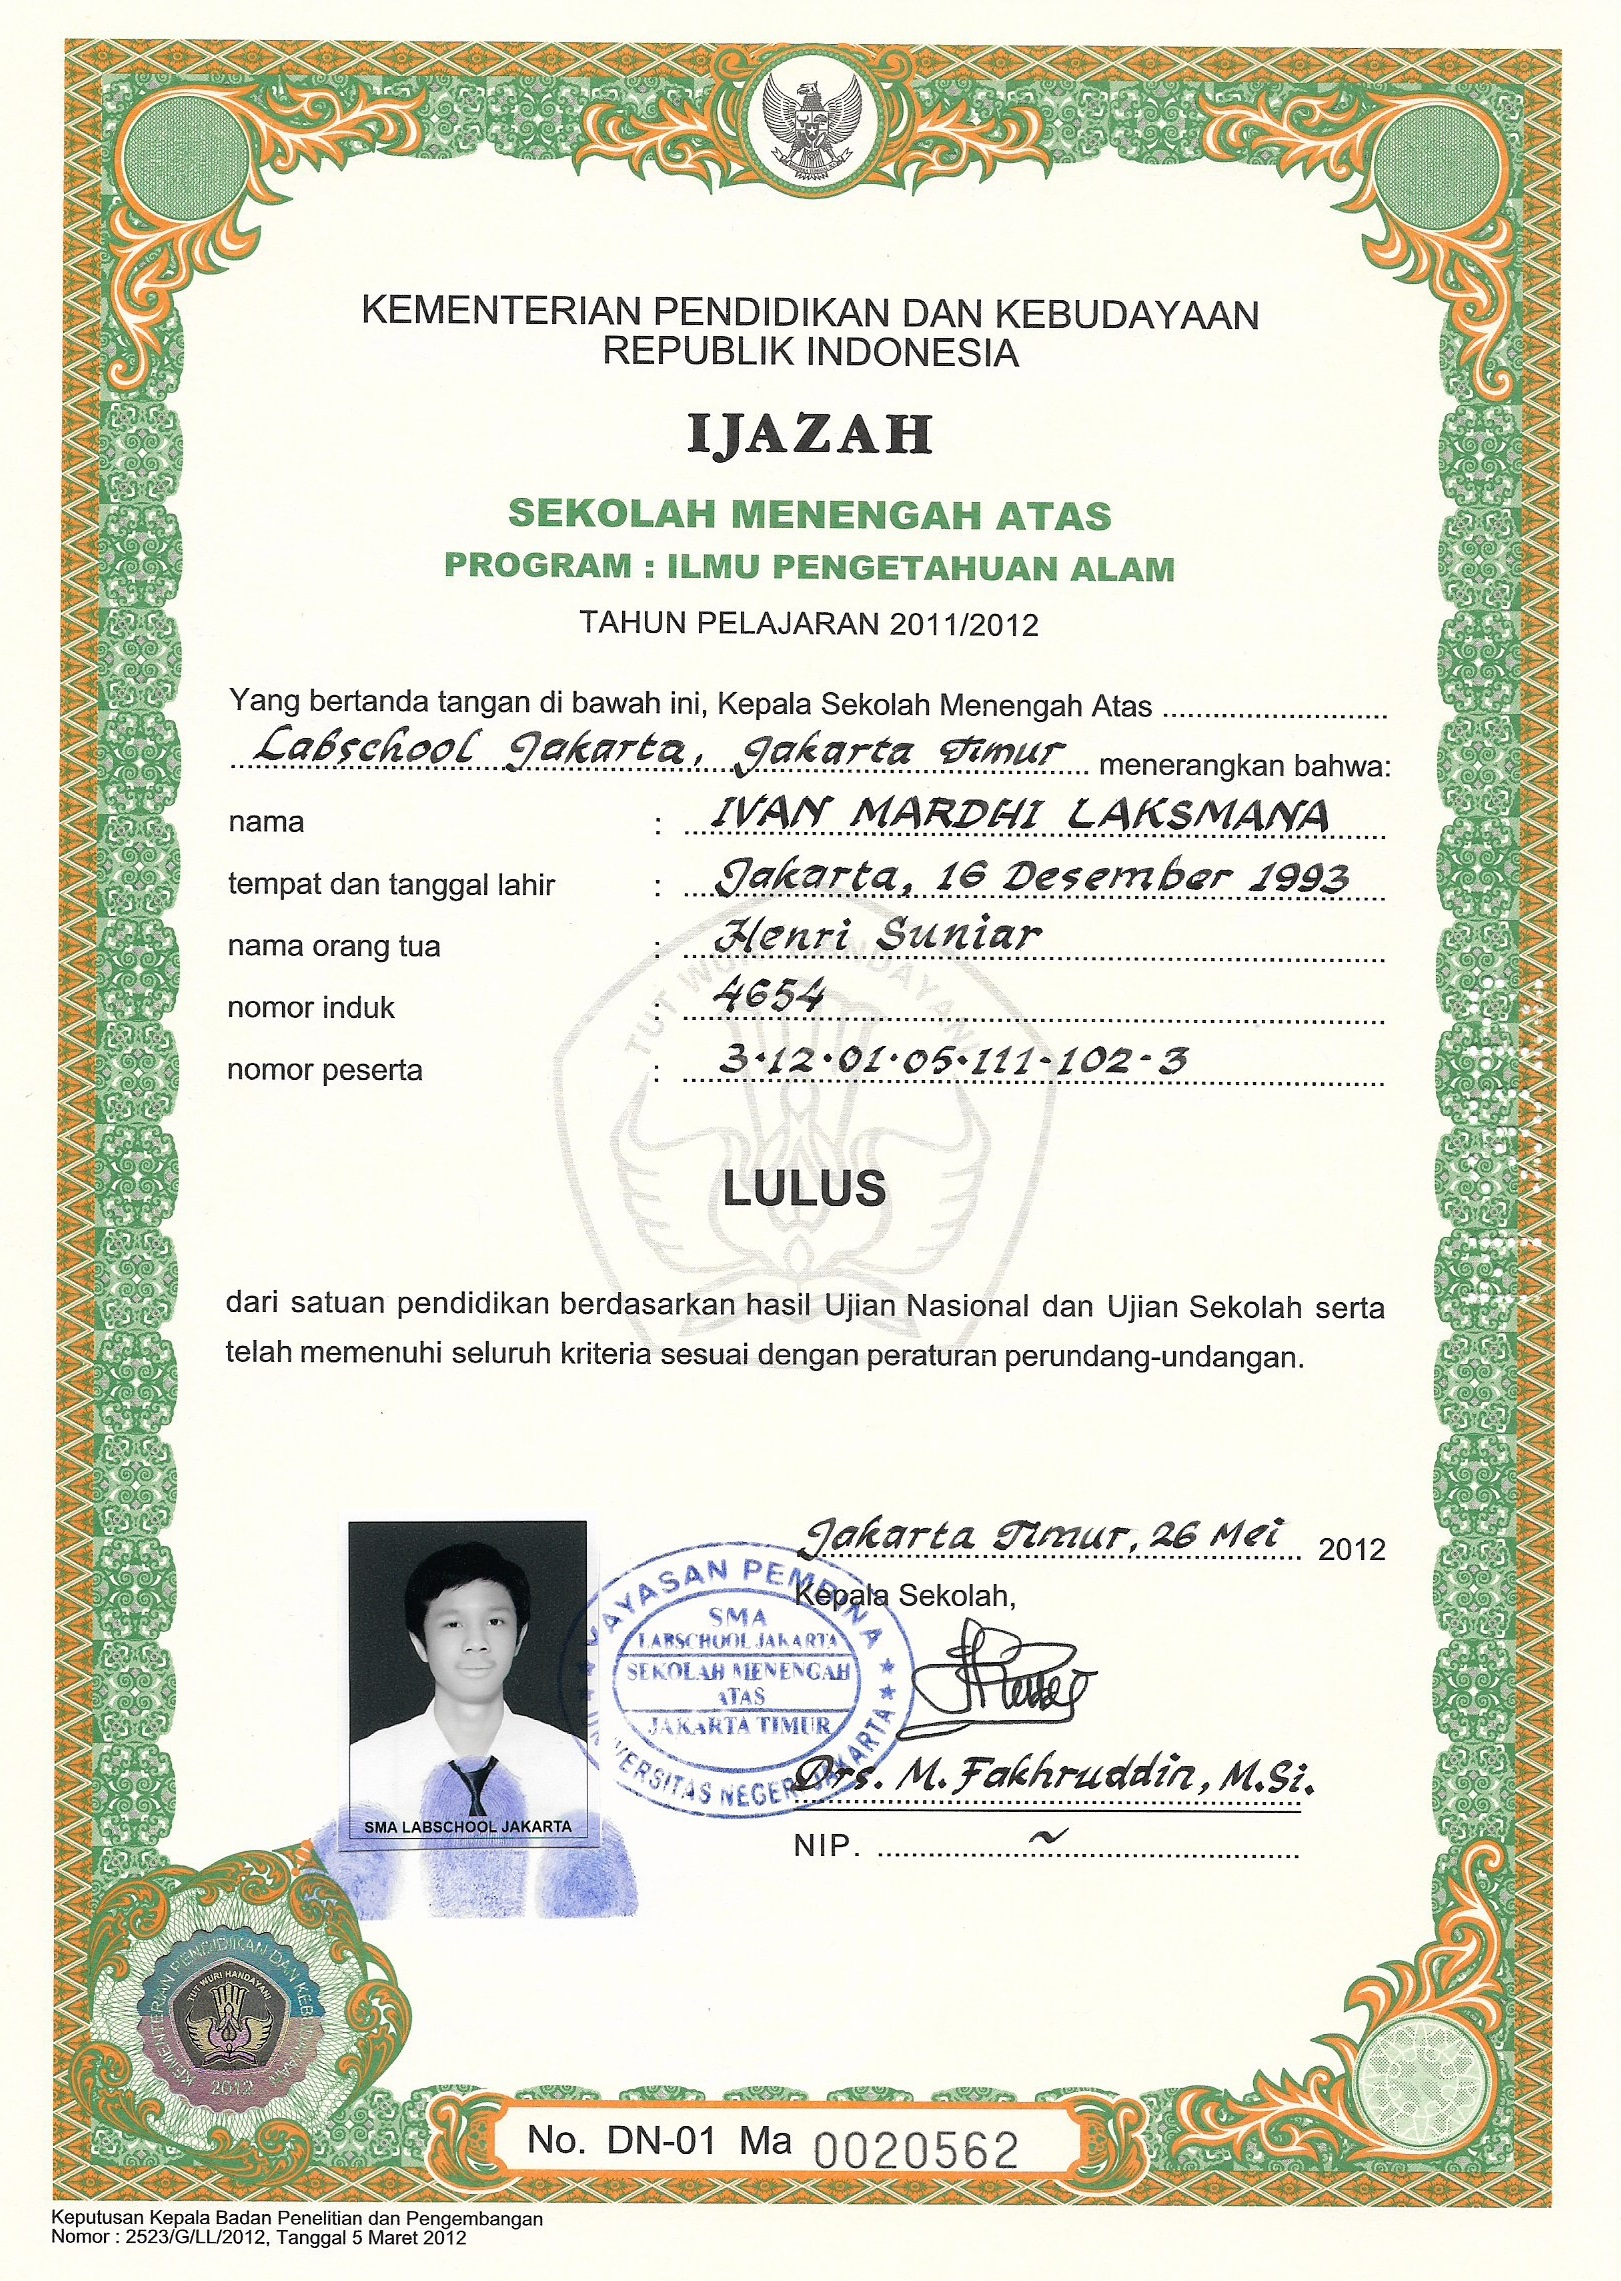 KEMENTERIAN PENDIDIKAN DAN KEBUDAYAAN
REPUBLIK INDONESIA
IJAZAH
SEKOLAH MENENGAH ATAS
PROGRAM : ILMU PENGETAHUAN ALAM
TAHUN PELAJARAN 2011/2012
Yang bertanda tangan di bawah ini, Kepala Sekolah Menengah Atas
Labschool Jakarta, Jakarta Timur menerangkan bahwa:
nama : IVAN MARDHI LAKSMANA
tempat dan tanggal lahir : Jakarta, 16 Desember 1993
nama orang tua : Henri Suniar
nomor induk : 4654
nomor peserta : 3-12-01-05-111-102-3
TUT WURI HANDAYANI
LULUS
dari satuan pendidikan berdasarkan hasil Ujian Nasional dan Ujian Sekolah serta
telah memenuhi seluruh kriteria sesuai dengan peraturan perundang-undangan.
Jakarta Timur, 26 Mei 2012
Kepala Sekolah,
YAYASAN PEMBINA
SMA
LABSCHOOL JAKARTA
SEKOLAH MENENGAH
ATAS
JAKARTA TIMUR
UNIVERSITAS NEGERI JAKARTA
Drs. M. Fakhruddin, M.Si.
NIP. ~
SMA LABSCHOOL JAKARTA
KEMENTERIAN PENDIDIKAN DAN KEBUDAYAAN
TUT WURI HANDAYANI
2012
No. DN-01 Ma 0020562
Keputusan Kepala Badan Penelitian dan Pengembangan
Nomor : 2523/G/LL/2012, Tanggal 5 Maret 2012